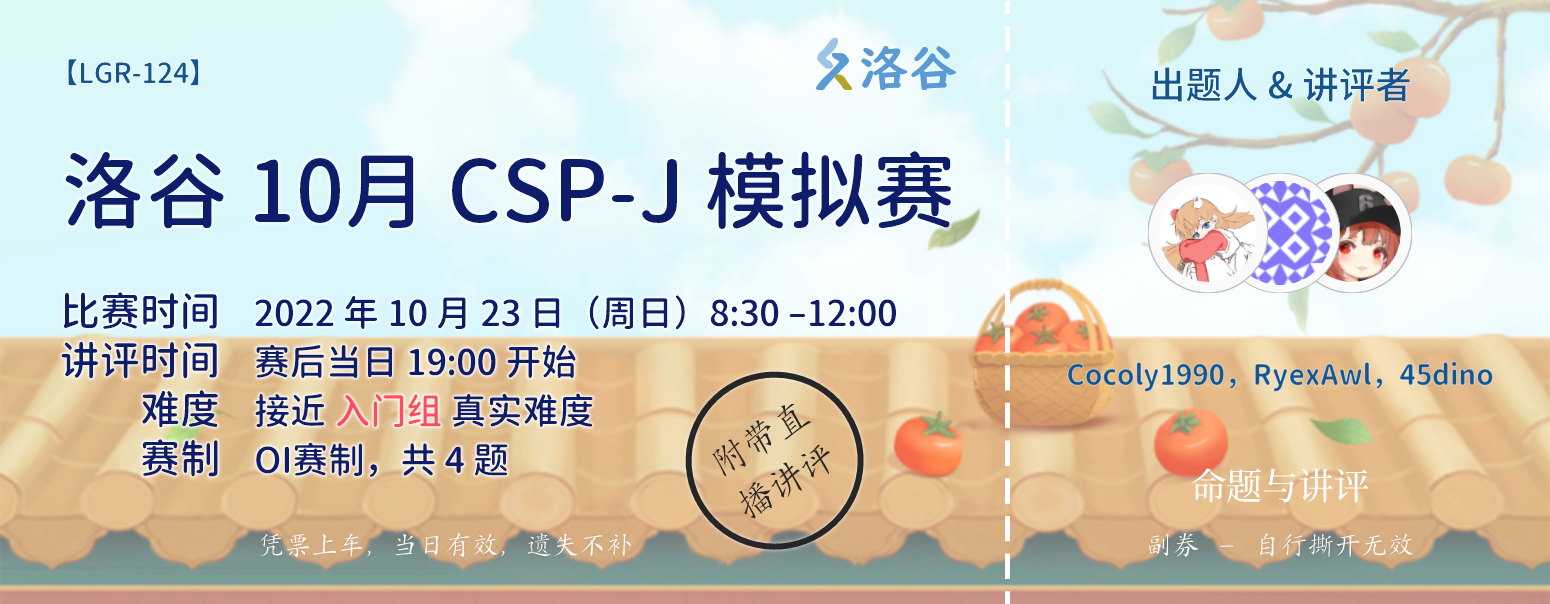 【LGR-124】
洛谷
洛谷 10月 CSP-J 模拟赛
比赛时间 2022 年 10 月 23 日（周日）8:30 –12:00
讲评时间 赛后当日 19:00 开始
难度 接近 入门组 真实难度
赛制 OI赛制，共 4 题
附带直
播讲评
凭票上车，当日有效，遗失不补
出题人 & 讲评者
Cocoly1990，RyexAwl，45dino
命题与讲评
副券 – 自行撕开无效